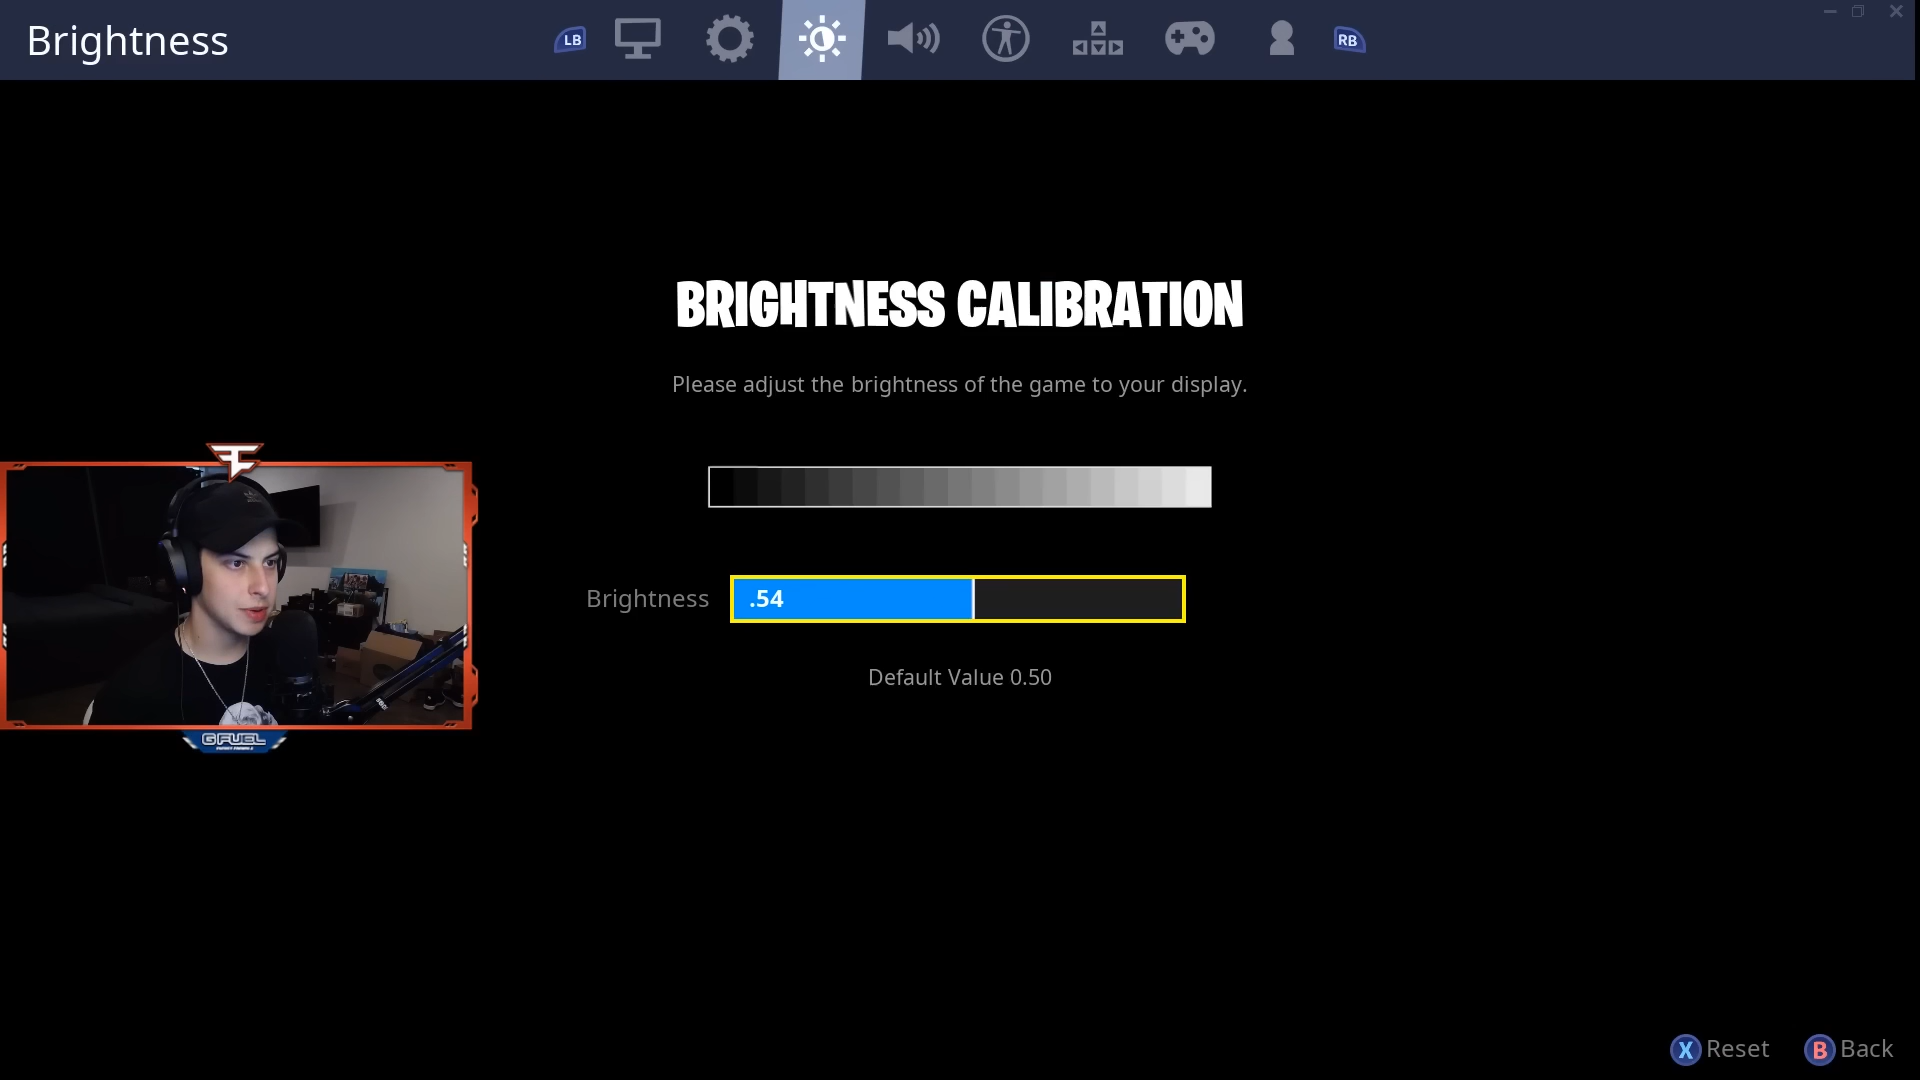 Brightness
LB
RB
BRIGHTNESS CALIBRATION
Please adjust the brightness of the game to your display.
Brightness
.54
Default Value 0.50
G FUEL
X Reset
B Back